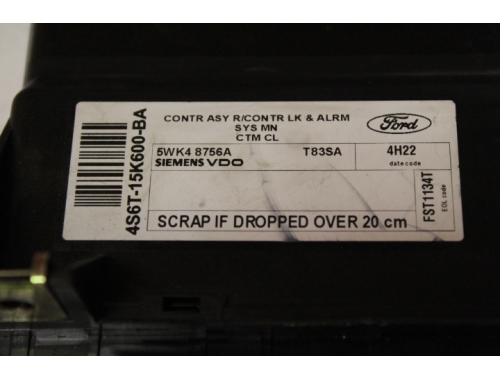 CONTR ASY R/CONTR LK & ALRM
SYS MN
CTM CL
Ford
5WK4 8756A
T83SA
4H22
SIEMENS VDO
date code
SCRAP IF DROPPED OVER 20 cm
4S6T-15K600-BA
FST1134T
EOL code